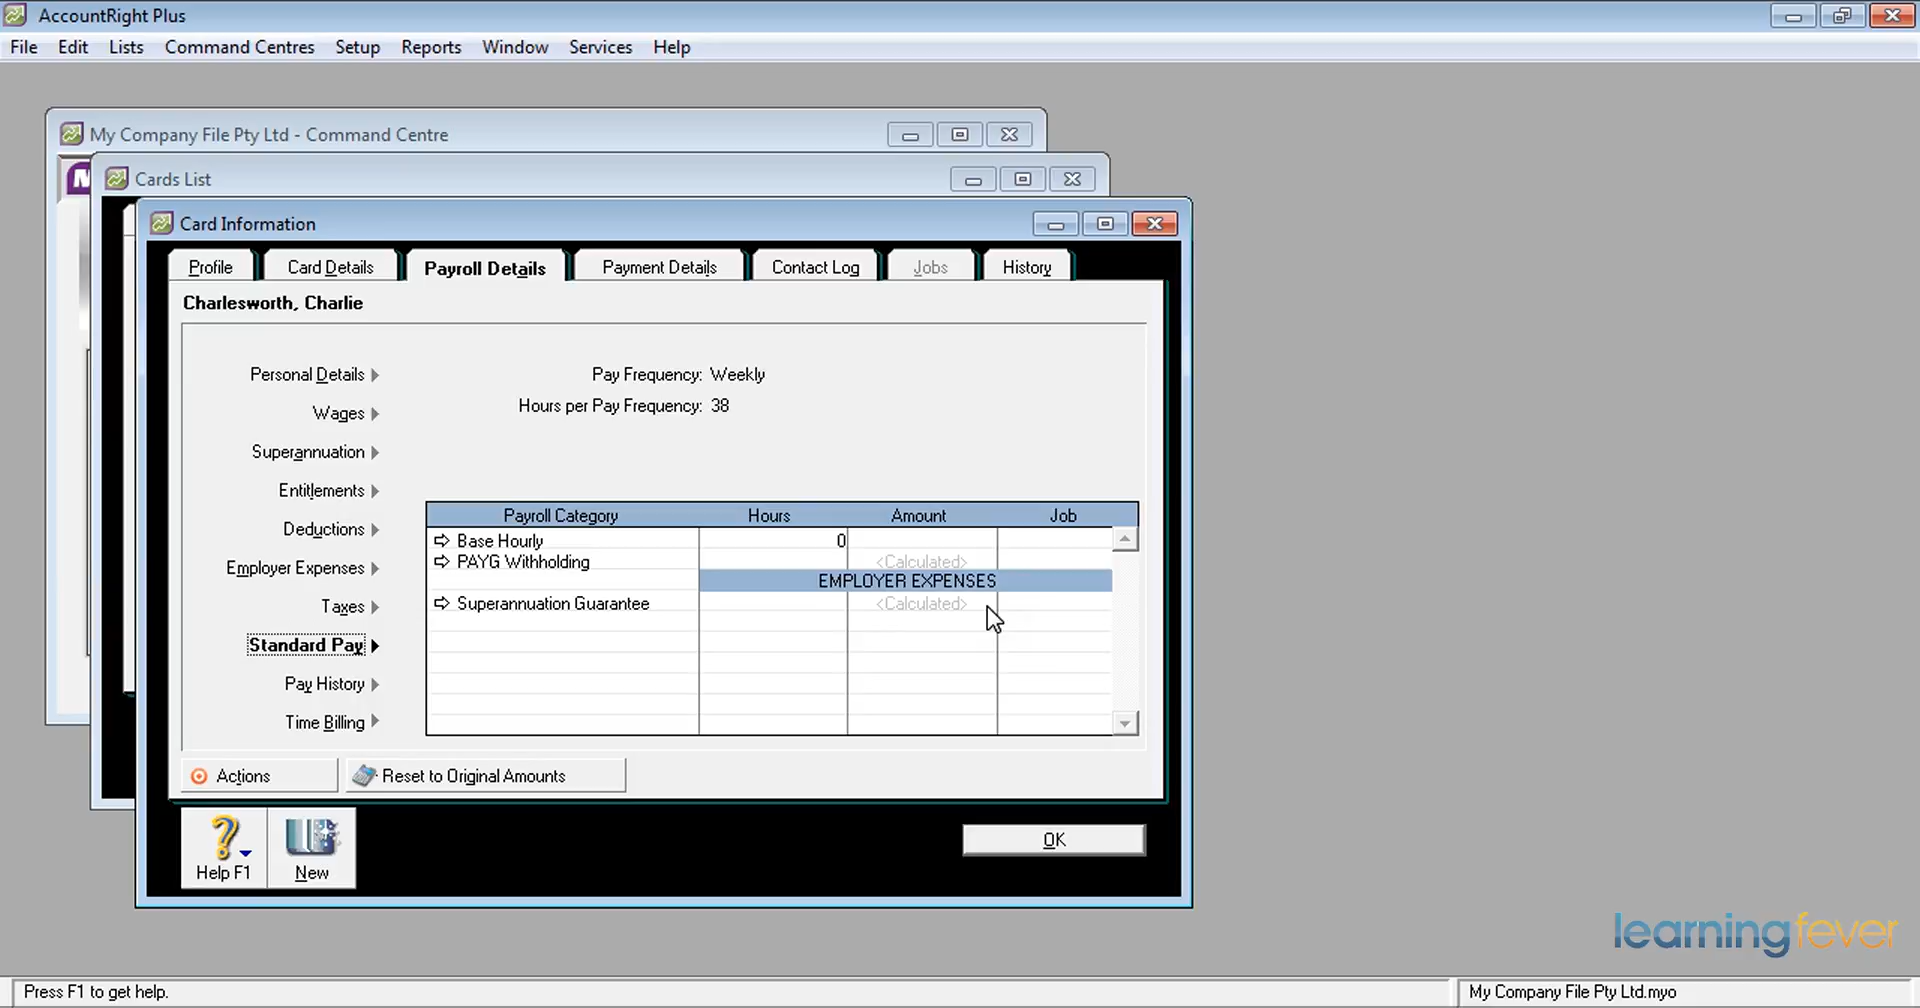 AccountRight Plus
File Edit Lists Command Centres Setup Reports Window Services Help
My Company File Pty Ltd - Command Centre
Cards List
Card Information
Profile Card Details Payroll Details Payment Details Contact Log Jobs History
Charlesworth, Charlie
Personal Details
Wages
Superannuation
Entitlements
Deductions
Employer Expenses
Taxes
Standard Pay
Pay History
Time Billing
Pay Frequency: Weekly
Hours per Pay Frequency: 38
Payroll Category Hours Amount Job
Base Hourly 0
PAYG Withholding <Calculated>
EMPLOYER EXPENSES
Superannuation Guarantee <Calculated>
Actions Reset to Original Amounts
Help F1 New OK
learningfever
Press F1 to get help. My Company File Pty Ltd.myo